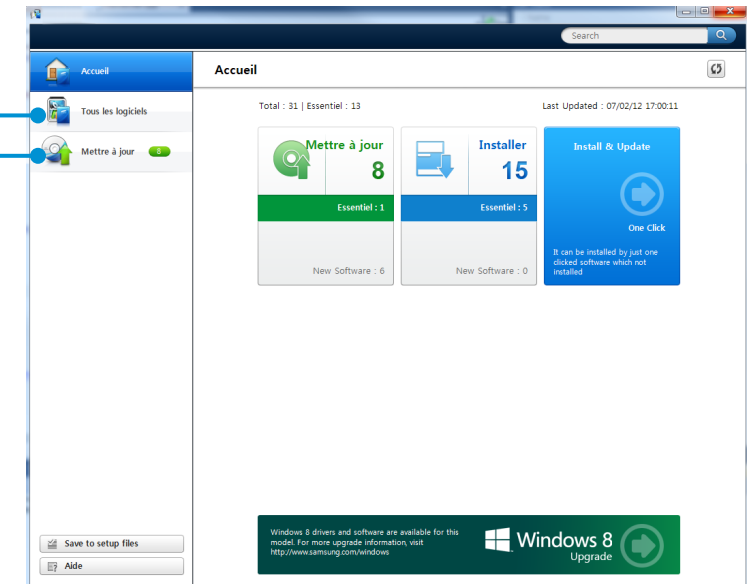 Search
Accueil
Accueil
Tous les logiciels
Mettre à jour 8
Total : 31 | Essentiel : 13
Last Updated : 07/02/12 17:00:11
Mettre à jour
8
Essentiel : 1
New Software : 6
Installer
15
Essentiel : 5
New Software : 0
Install & Update
One Click
It can be installed by just one
clicked software which not
installed
Windows 8 drivers and software are available for this
model. For more upgrade information, visit
http://www.samsung.com/windows
Windows 8
Upgrade
Save to setup files
Aide